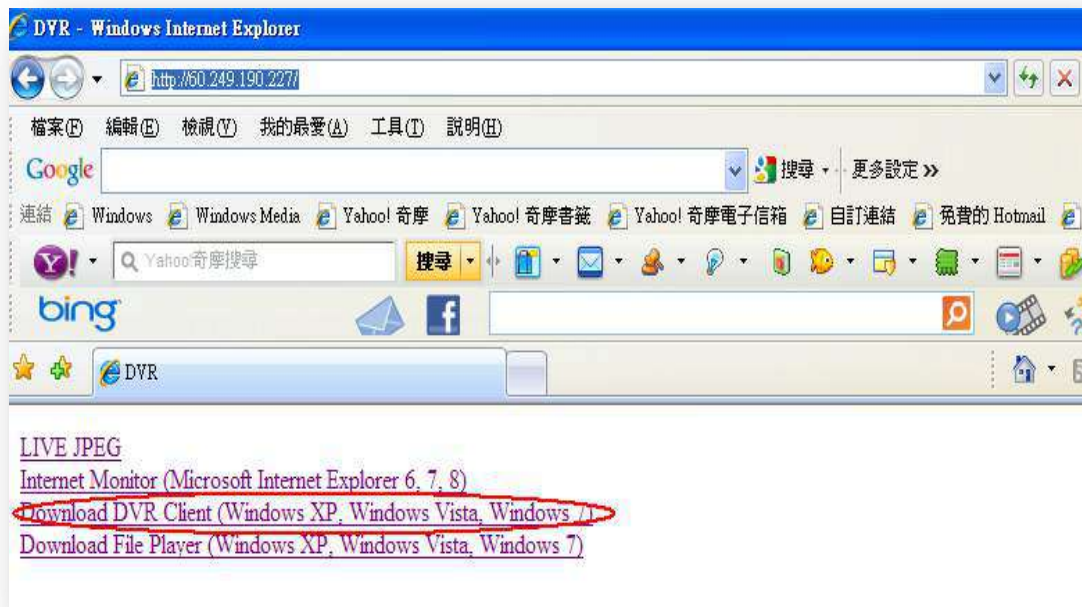 DVR - Windows Internet Explorer
http://60.249.190.227/
檔案(F) 編輯(E) 檢視(V) 我的最愛(A) 工具(T) 說明(H)
Google 搜尋 更多設定 »
連結 Windows Windows Media Yahoo! 奇摩 Yahoo! 奇摩書籤 Yahoo! 奇摩電子信箱 自訂連結 免費的 Hotmail
Y! Yahoo!奇摩搜尋 搜尋
bing f
DVR
LIVE JPEG
Internet Monitor (Microsoft Internet Explorer 6, 7, 8)
Download DVR Client (Windows XP, Windows Vista, Windows 7)
Download File Player (Windows XP, Windows Vista, Windows 7)